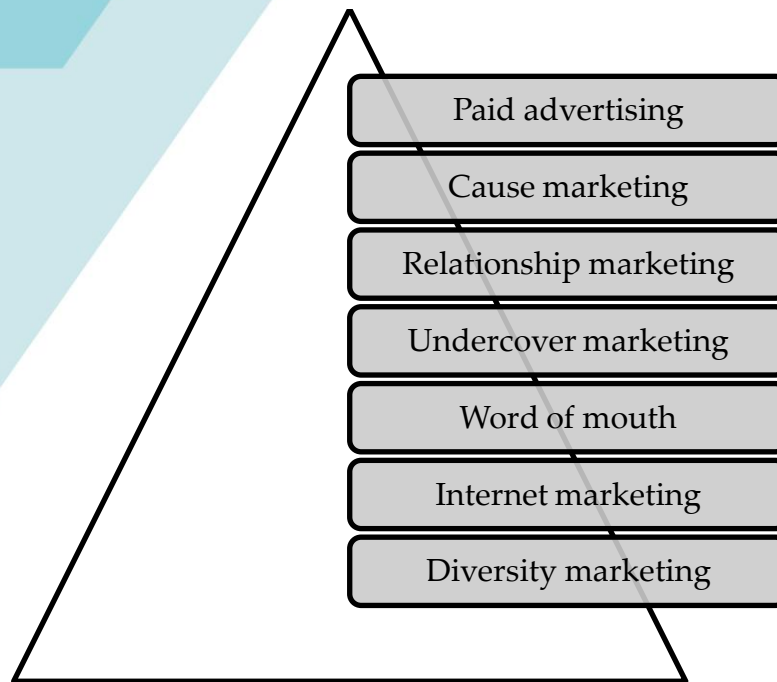 Paid advertising
Cause marketing
Relationship marketing
Undercover marketing
Word of mouth
Internet marketing
Diversity marketing